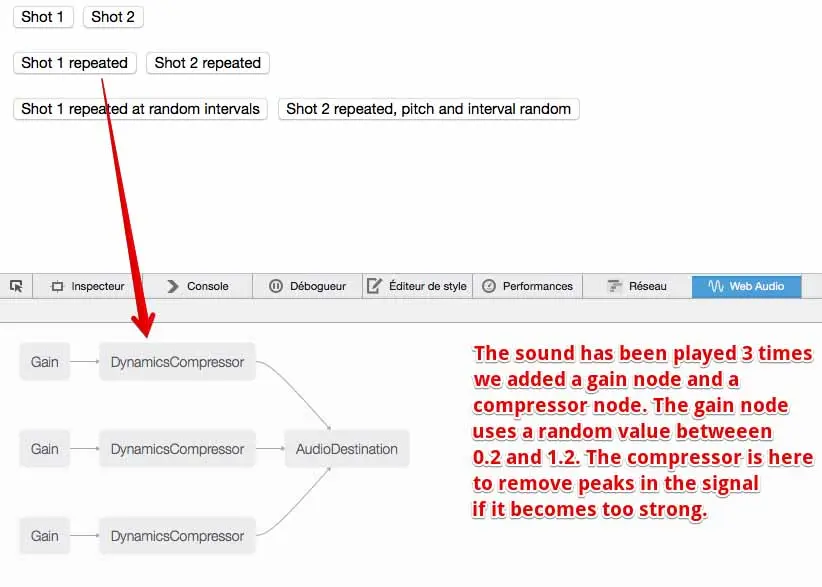 Shot 1 Shot 2
Shot 1 repeated Shot 2 repeated
Shot 1 repeated at random intervals Shot 2 repeated, pitch and interval random
Inspecteur Console Débogueur Éditeur de style Performances Réseau Web Audio
Gain DynamicsCompressor
Gain DynamicsCompressor AudioDestination
Gain DynamicsCompressor
The sound has been played 3 times
we added a gain node and a
compressor node. The gain node
uses a random value betweeen
0.2 and 1.2. The compressor is here
to remove peaks in the signal
if it becomes too strong.